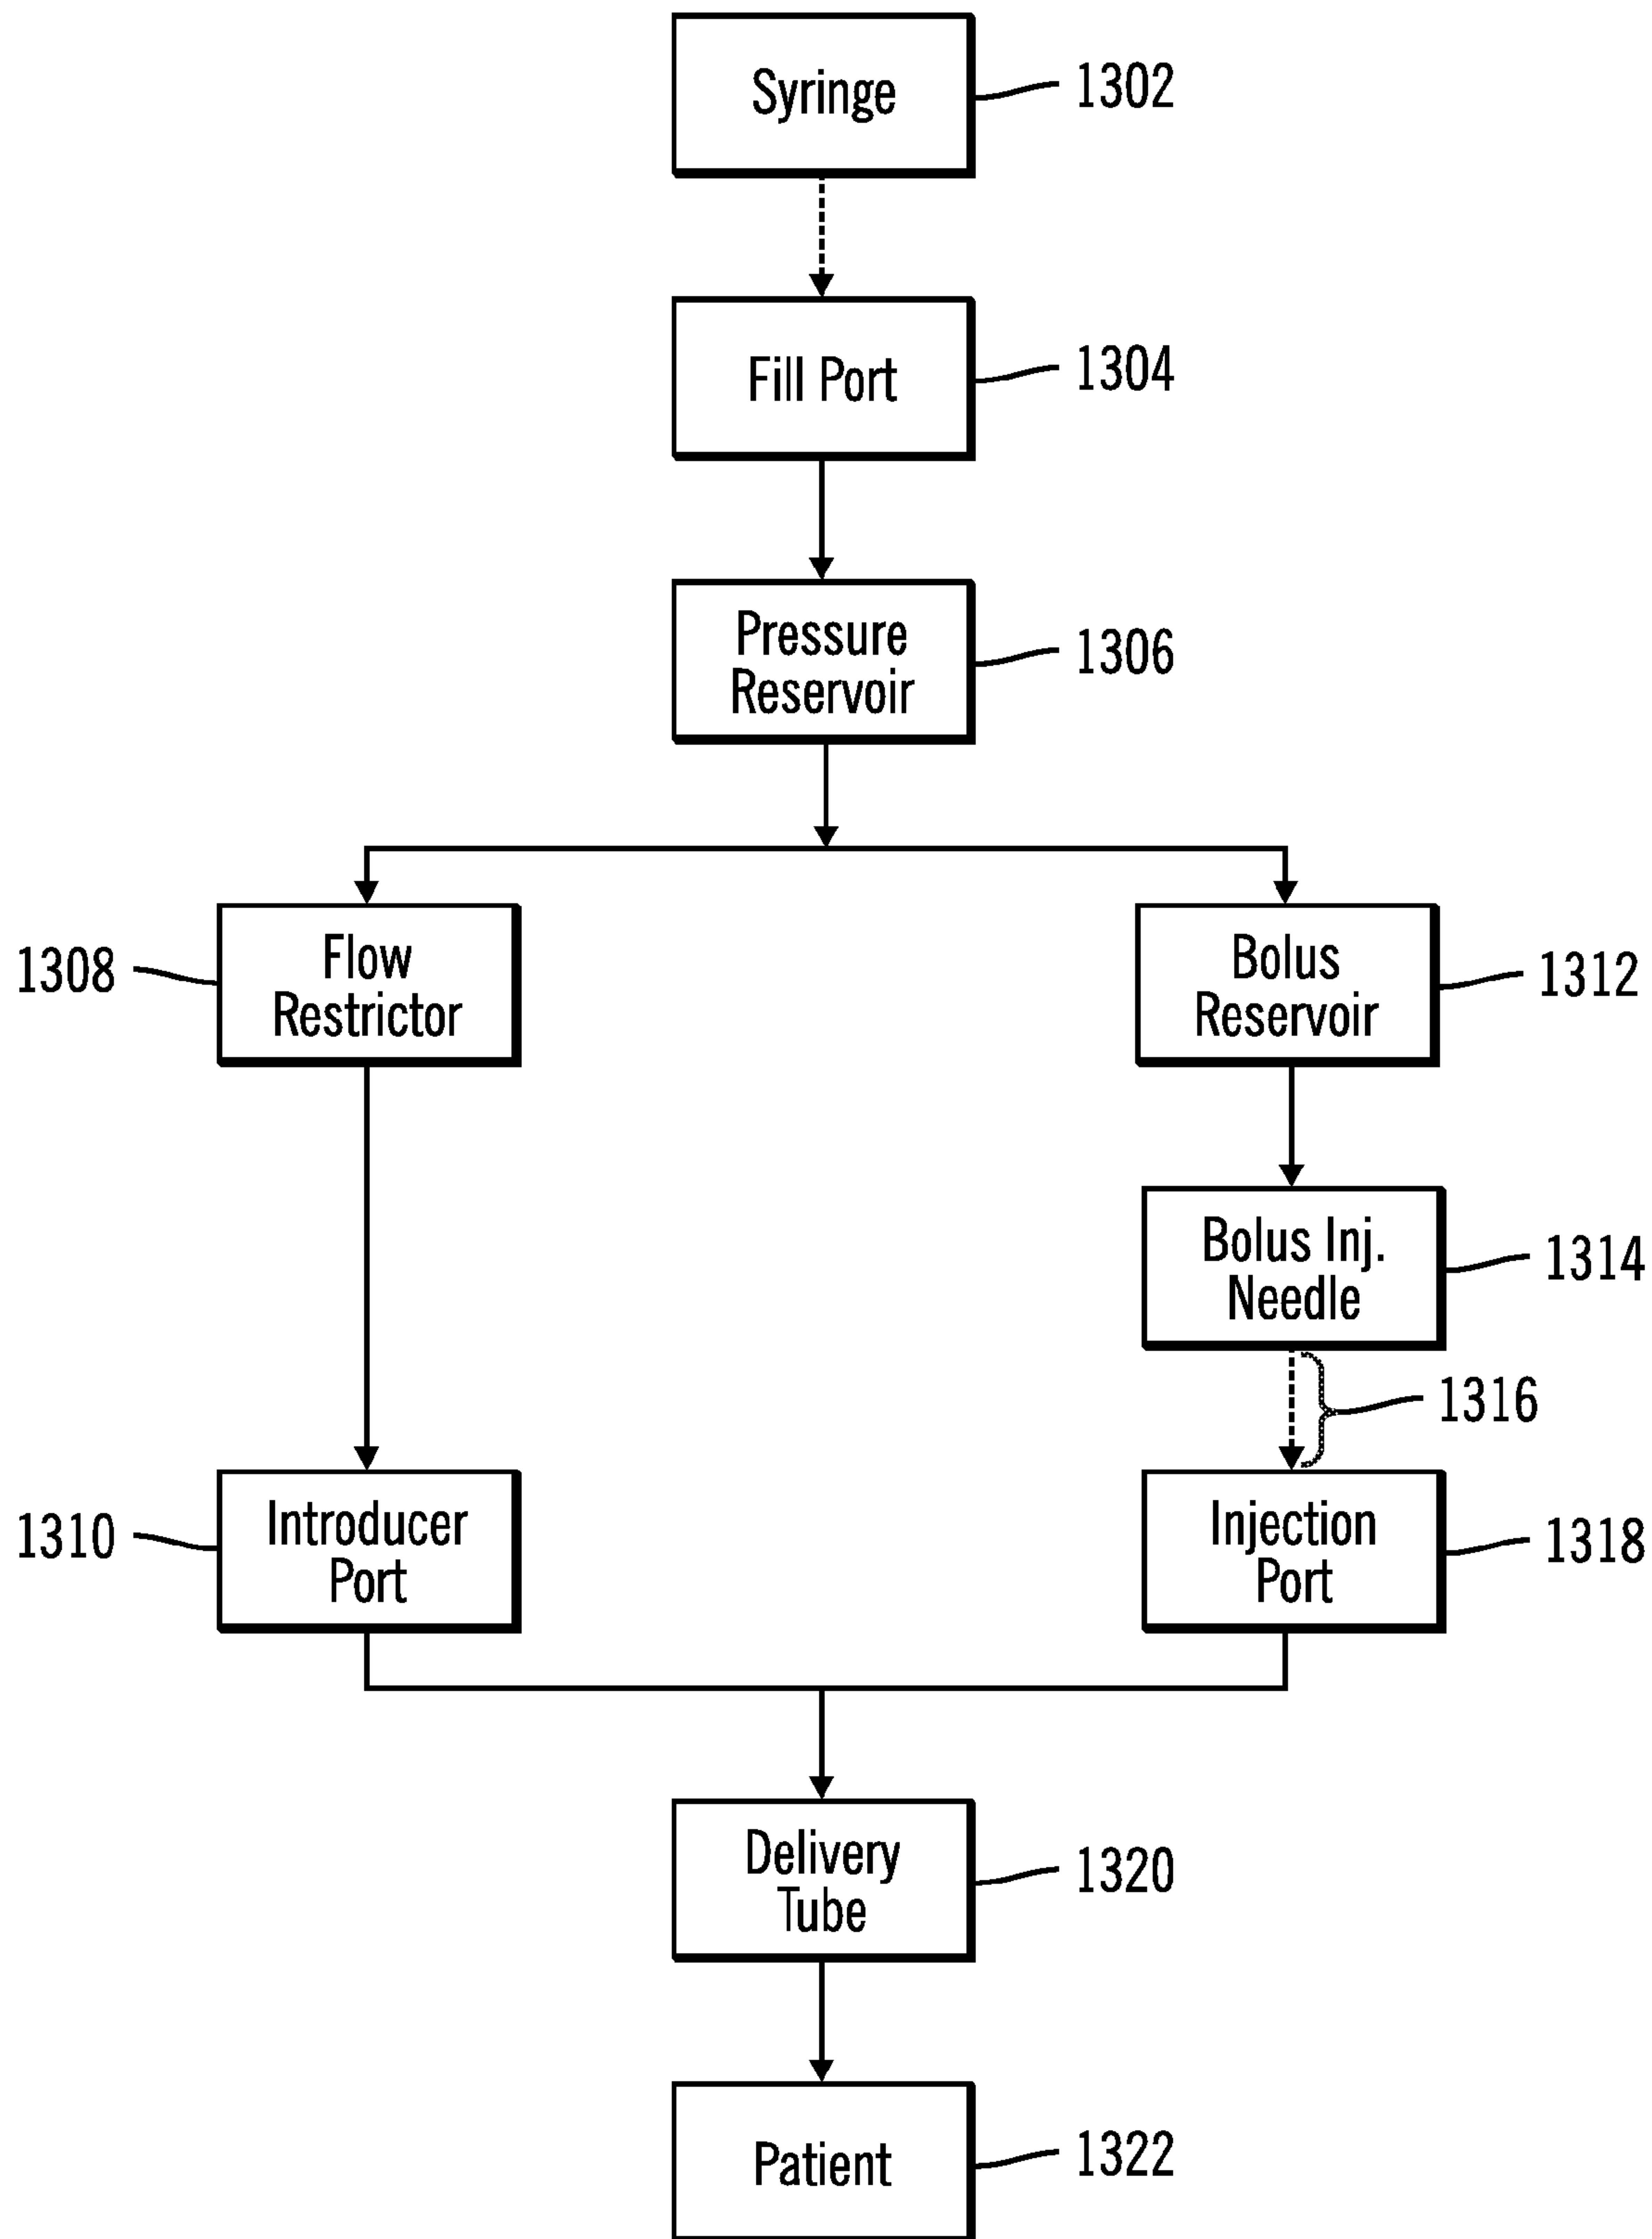 Syringe
1302
Fill Port
1304
Pressure
Reservoir
1306
1308
Flow
Restrictor
Bolus
Reservoir
1312
Bolus Inj.
Needle
1314
1316
1310
Introducer
Port
Injection
Port
1318
Delivery
Tube
1320
Patient
1322